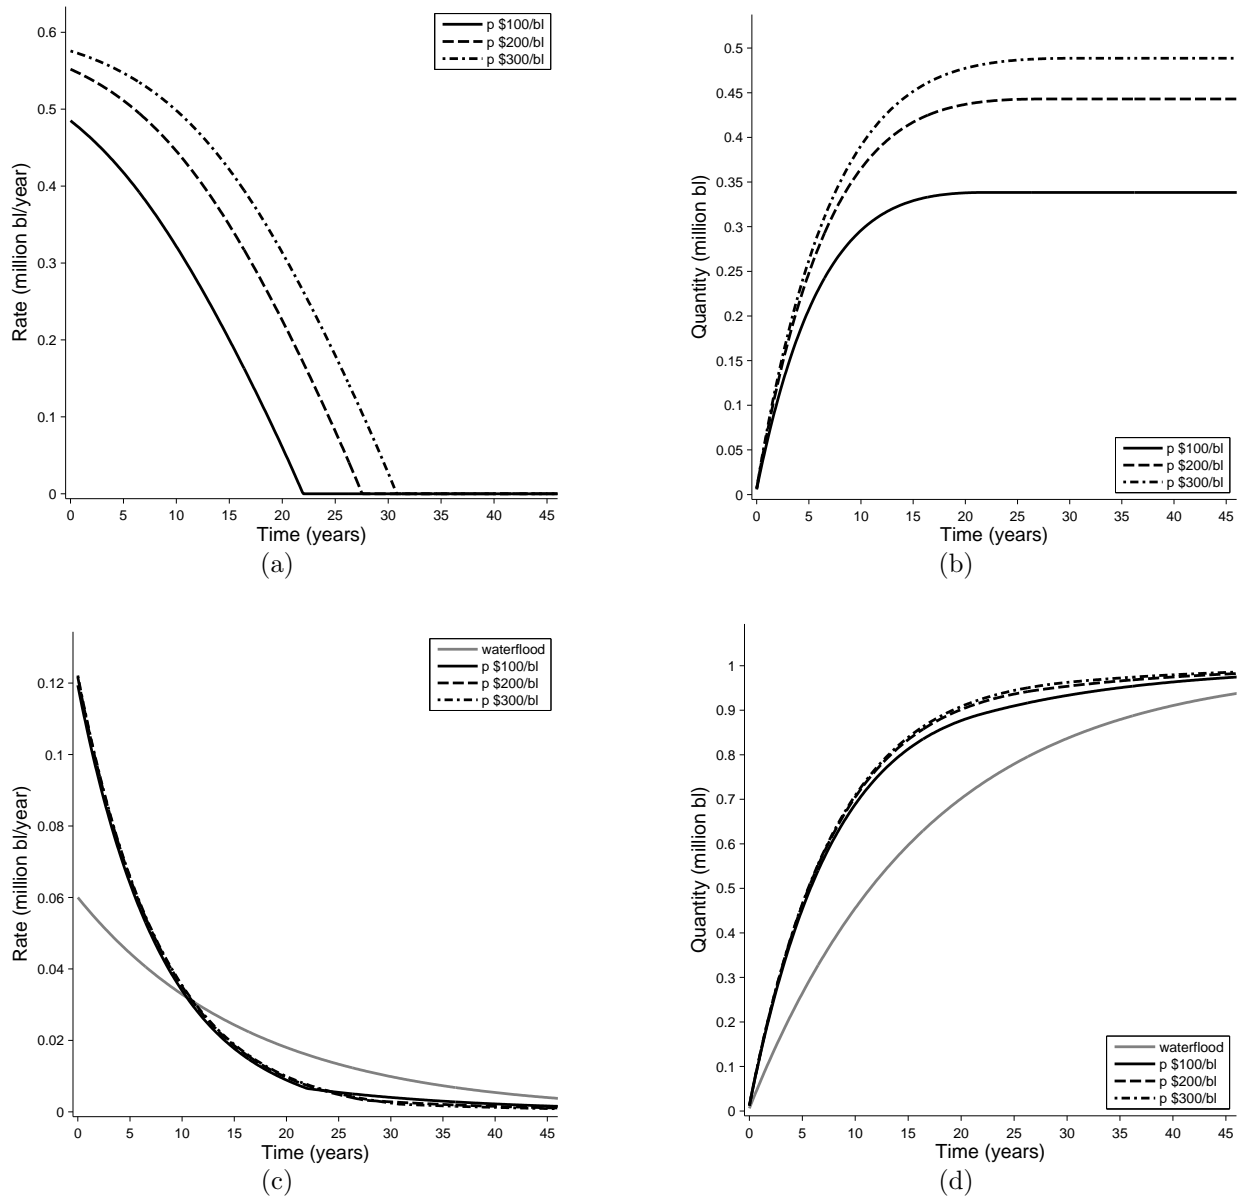 p $100/bl
p $200/bl
p $300/bl
0.6
0.5
0.4
0.3
0.2
0.1
0
Rate (million bl/year)
0 5 10 15 20 25 30 35 40 45
Time (years)
(a)
0.5
0.45
0.4
0.35
0.3
0.25
0.2
0.15
0.1
0.05
0
Quantity (million bl)
p $100/bl
p $200/bl
p $300/bl
0 5 10 15 20 25 30 35 40 45
Time (years)
(b)
waterflood
p $100/bl
p $200/bl
p $300/bl
0.12
0.1
0.08
0.06
0.04
0.02
0
Rate (million bl/year)
0 5 10 15 20 25 30 35 40 45
Time (years)
(c)
1
0.9
0.8
0.7
0.6
0.5
0.4
0.3
0.2
0.1
0
Quantity (million bl)
waterflood
p $100/bl
p $200/bl
p $300/bl
0 5 10 15 20 25 30 35 40 45
Time (years)
(d)